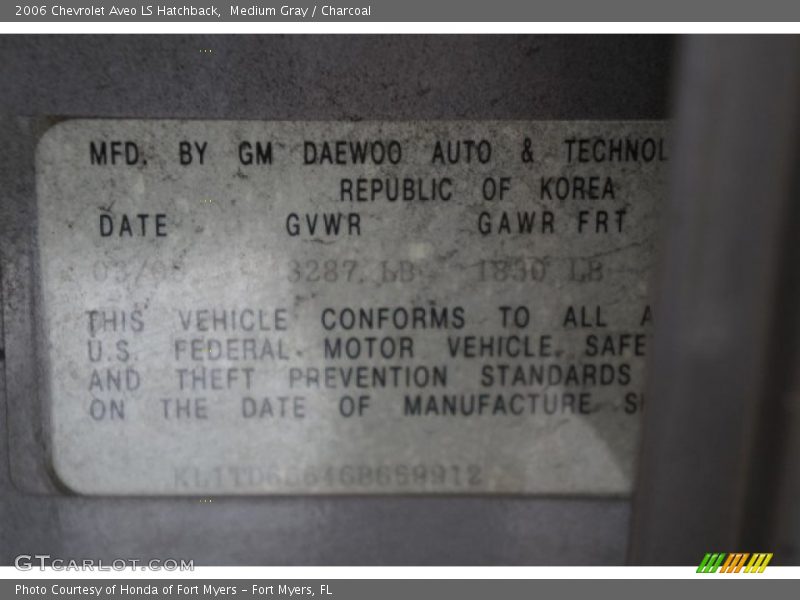 2006 Chevrolet Aveo LS Hatchback,  Medium Gray / Charcoal
MFD. BY GM DAEWOO AUTO & TECHNOL
REPUBLIC OF KOREA
DATE GVWR GAWR FRT
3287 LB 1830 LB
THIS VEHICLE CONFORMS TO ALL A
U.S. FEDERAL MOTOR VEHICLE SAFE
AND THEFT PREVENTION STANDARDS
ON THE DATE OF MANUFACTURE S
GTCARLOT.COM
Photo Courtesy of Honda of Fort Myers – Fort Myers, FL